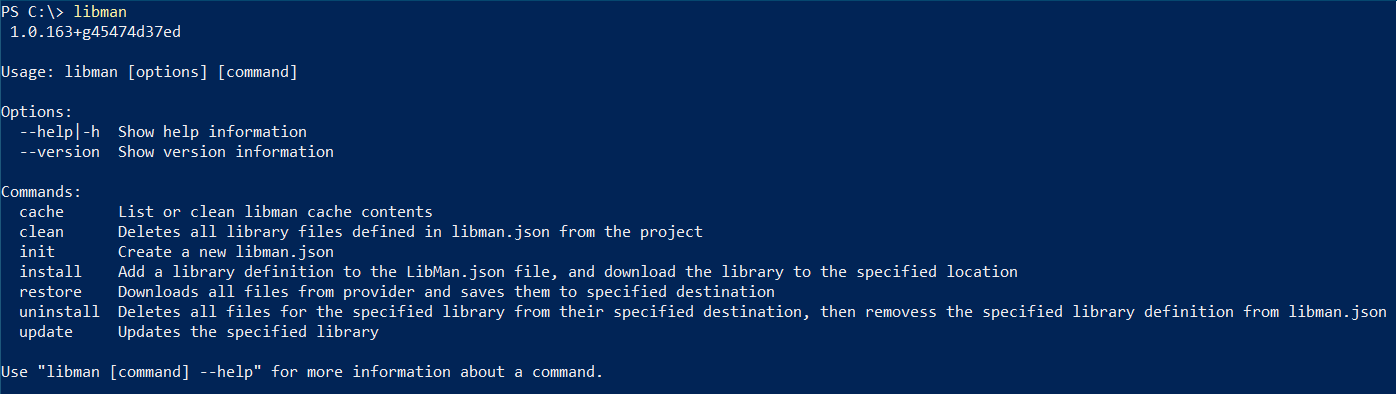 PS C:\> libman
1.0.163+g45474d37ed
Usage: libman [options] [command]
Options:
--help|-h  Show help information
--version  Show version information
Commands:
cache      List or clean libman cache contents
clean      Deletes all library files defined in libman.json from the project
init       Create a new libman.json
install    Add a library definition to the LibMan.json file, and download the library to the specified location
restore    Downloads all files from provider and saves them to specified destination
uninstall  Deletes all files for the specified library from their specified destination, then removess the specified library definition from libman.json
update     Updates the specified library
Use "libman [command] --help" for more information about a command.